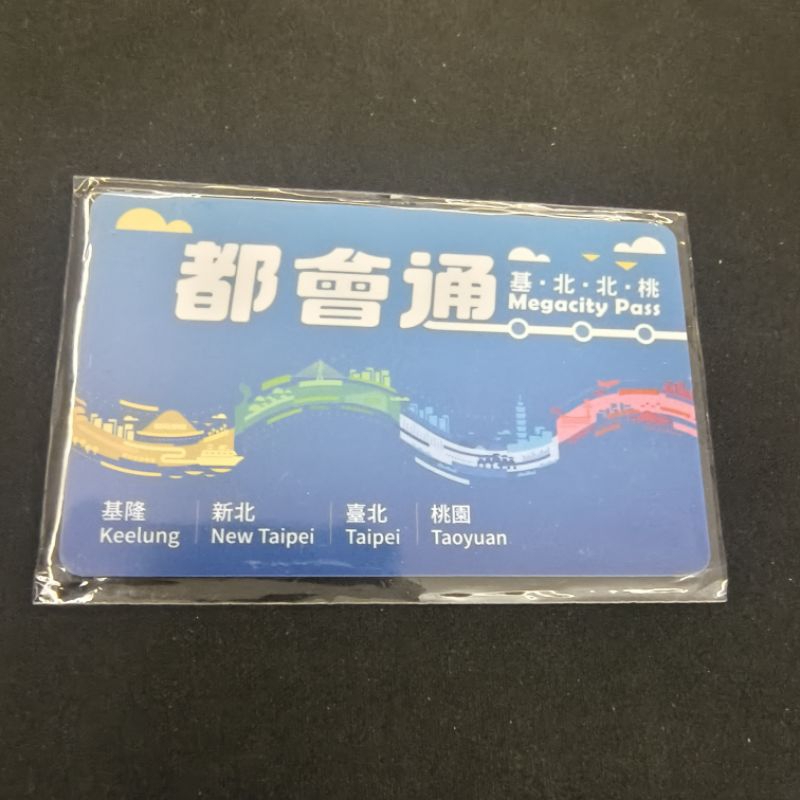 都會通
基·北·北·桃
Megacity Pass
基隆
Keelung
新北
New Taipei
臺北
Taipei
桃園
Taoyuan